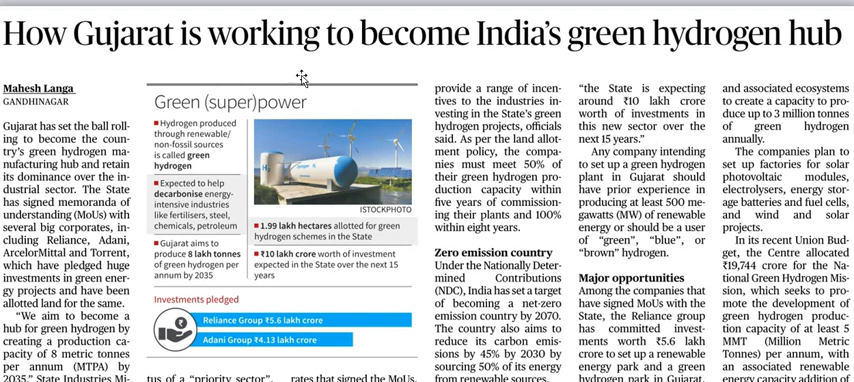 How Gujarat is working to become India's green hydrogen hub
Mahesh Langa
GANDHINAGAR
Gujarat has set the ball roll-
ing to become the coun-
try's green hydrogen ma-
nufacturing hub and retain
its dominance over the in-
dustrial sector. The State
has signed memoranda of
understanding (MoUs) with
several big corporates, in-
cluding Reliance, Adani,
ArcelorMittal and Torrent,
which have pledged huge
investments in green ener-
gy projects and have been
allotted land for the same.
"We aim to become a
hub for green hydrogen by
creating a production ca-
pacity of 8 metric tonnes
per annum (MTPA) by
2035," State Industries Mi-
Green (super)power
Hydrogen produced
through renewable/
non-fossil sources
is called green
hydrogen
Expected to help
decarbonise energy-
intensive industries
like fertilisers, steel,
chemicals, petroleum
Gujarat aims to
produce 8 lakh tonnes
of green hydrogen per
annum by 2035
H₂
ISTOCKPHOTO
1.99 lakh hectares allotted for green
hydrogen schemes in the State
₹10 lakh crore worth of investment
expected in the State over the next 15
years
Investments pledged
Reliance Group ₹5.6 lakh crore
Adani Group ₹4.13 lakh crore
tus of a "priority sector",
rates that signed the MoUs,
provide a range of incen-
tives to the industries in-
vesting in the State's green
hydrogen projects, officials
said. As per the land allot-
ment policy, the compa-
nies must meet 50% of
their green hydrogen pro-
duction capacity within
five years of commission-
ing their plants and 100%
within eight years.
Zero emission country
Under the Nationally Deter-
mined Contributions
(NDC), India has set a target
of becoming a net-zero
emission country by 2070.
The country also aims to
reduce its carbon emis-
sions by 45% by 2030 by
sourcing 50% of its energy
from renewable sources.
"the State is expecting
around ₹10 lakh crore
worth of investments in
this new sector over the
next 15 years."
Any company intending
to set up a green hydrogen
plant in Gujarat should
have prior experience in
producing at least 500 me-
gawatts (MW) of renewable
energy or should be a user
of "green", "blue", or
"brown" hydrogen.
Major opportunities
Among the companies that
have signed MoUs with the
State, the Reliance group
has committed invest-
ments worth ₹5.6 lakh
crore to set up a renewable
energy park and a green
hydrogen park in Gujarat.
and associated ecosystems
to create a capacity to pro-
duce up to 3 million tonnes
of green hydrogen
annually.
The companies plan to
set up factories for solar
photovoltaic modules,
electrolysers, energy stor-
age batteries and fuel cells,
and wind and solar
projects.
In its recent Union Bud-
get, the Centre allocated
₹19,744 crore for the Na-
tional Green Hydrogen Mis-
sion, which seeks to pro-
mote the development of
green hydrogen produc-
tion capacity of at least 5
MMT (Million Metric
Tonnes) per annum, with
an associated renewable
energy capacity addition of